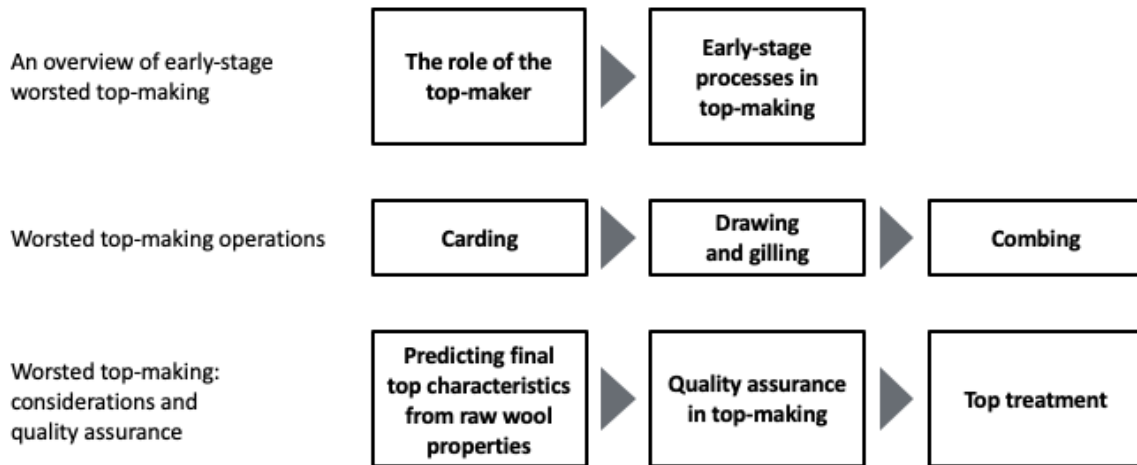 An overview of early-stage
worsted top-making
The role of the
top-maker
Early-stage
processes in
top-making
Worsted top-making operations
Carding
Drawing
and gilling
Combing
Worsted top-making:
considerations and
quality assurance
Predicting final
top characteristics
from raw wool
properties
Quality assurance
in top-making
Top treatment